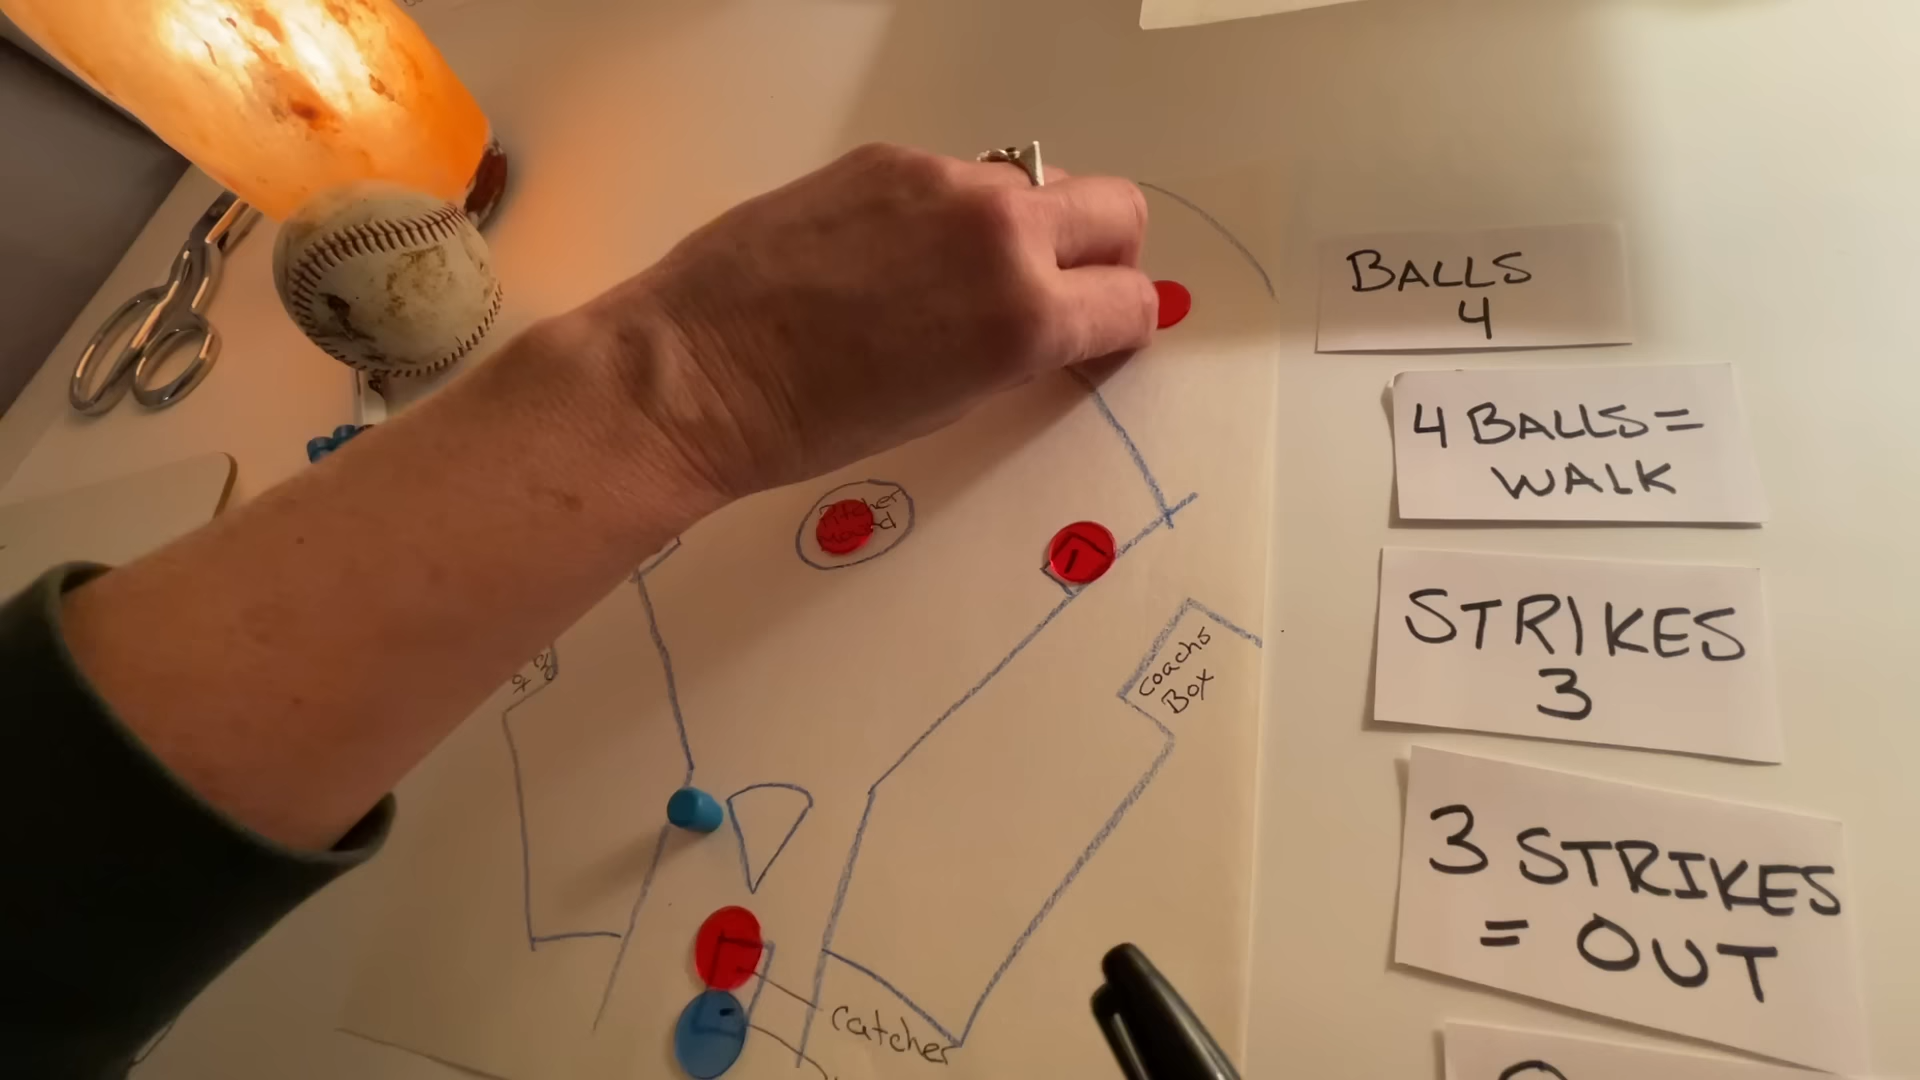 BALLS
4
4 BALLS =
WALK
STRIKES
3
3 STRIKES
= OUT
Pitcher
Mound
Coachs
Box
Catcher